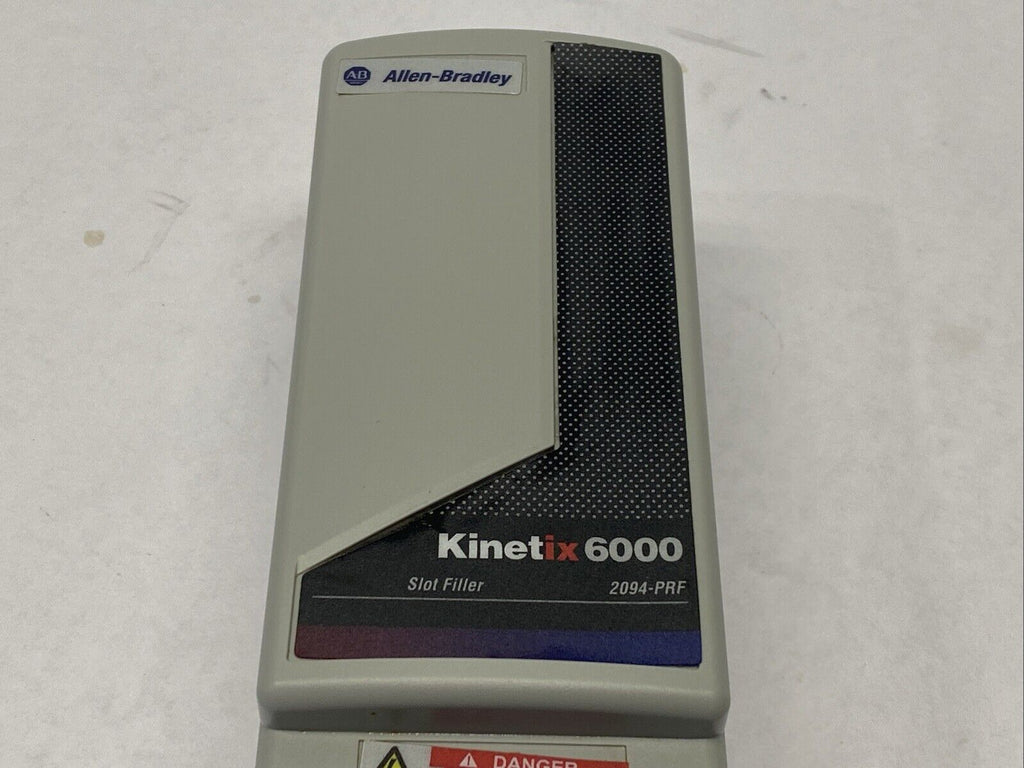 AB Allen-Bradley
Kinetix 6000
Slot Filler 2094-PRF
DANGER